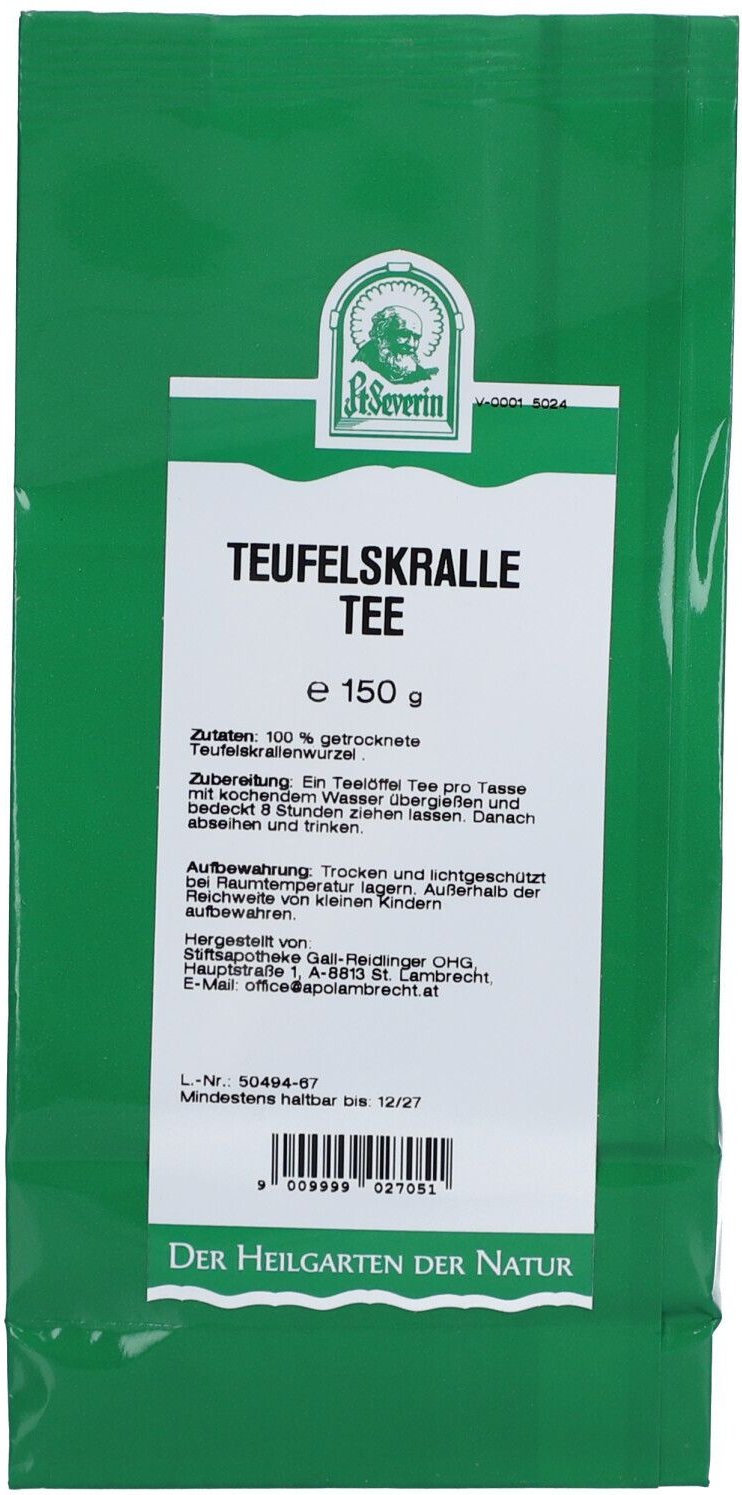 St.Severin
V-0001 5024
TEUFELSKRALLE
TEE
℮ 150 g
Zutaten: 100 % getrocknete
Teufelskrallenwurzel .
Zubereitung: Ein Teelöffel Tee pro Tasse
mit kochendem Wasser übergießen und
bedeckt 8 Stunden ziehen lassen. Danach
abseihen und trinken.
Aufbewahrung: Trocken und lichtgeschützt
bei Raumtemperatur lagern. Außerhalb der
Reichweite von kleinen Kindern
aufbewahren.
Hergestellt von:
Stiftsapotheke Gall-Reidlinger OHG,
Hauptstraße 1, A-8813 St. Lambrecht,
E-Mail: office@apolambrecht.at
L.-Nr.: 50494-67
Mindestens haltbar bis: 12/27
9 009999 027051
DER HEILGARTEN DER NATUR